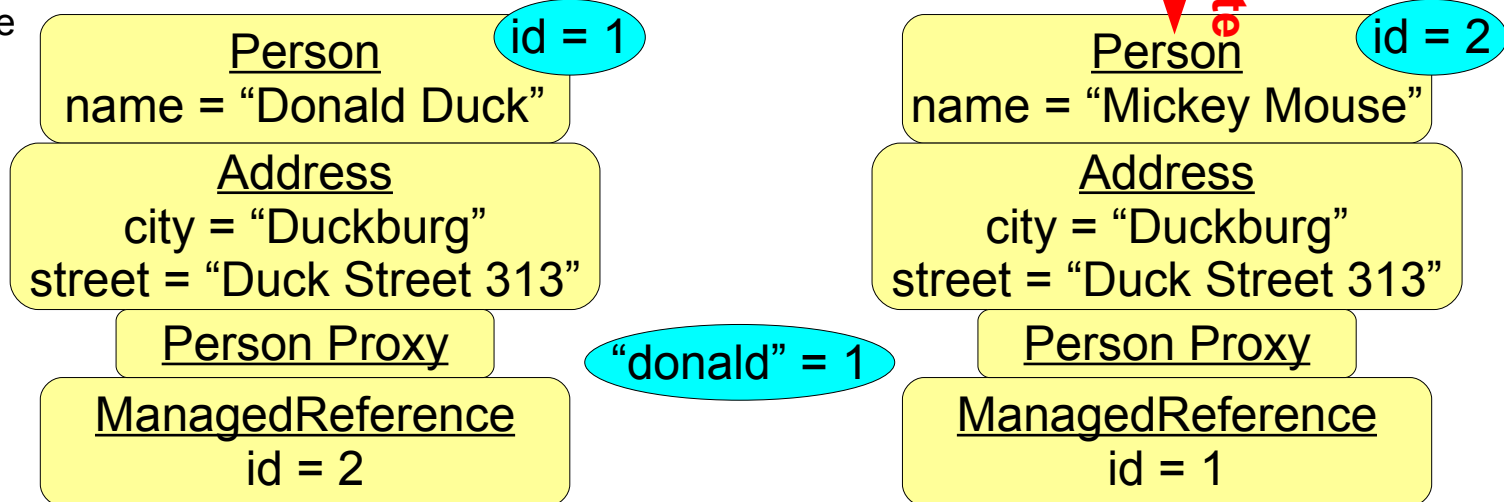 Person
name = “Donald Duck”
id = 1
Address
city = “Duckburg”
street = “Duck Street 313”
Person Proxy
ManagedReference
id = 2
“donald” = 1
Person
name = “Mickey Mouse”
id = 2
Address
city = “Duckburg”
street = “Duck Street 313”
Person Proxy
ManagedReference
id = 1